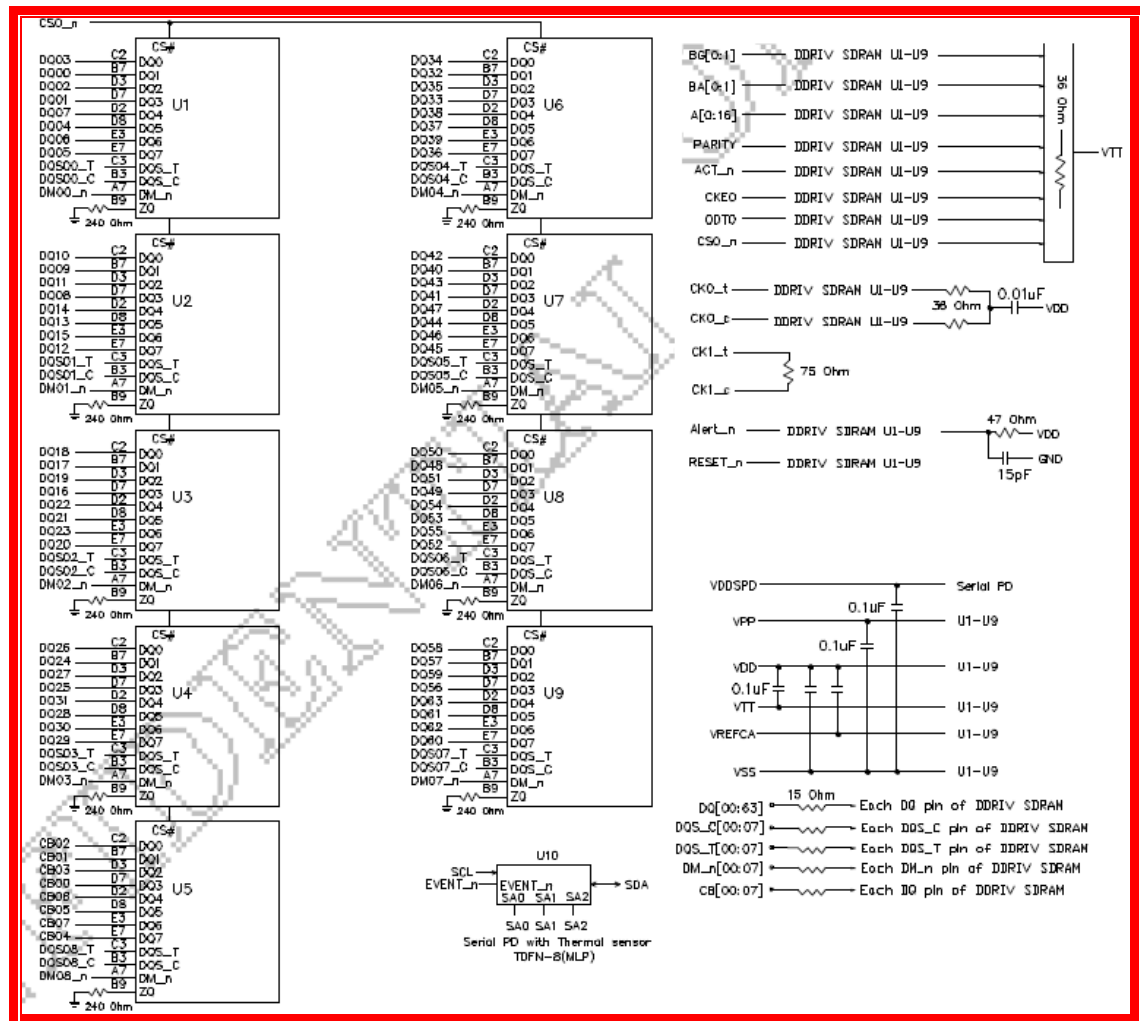 CS0_n
CS#
DQ03 C2 DQ0
DQ00 B7 DQ1
DQ02 D3 DQ2
DQ01 D7 DQ3 U1
DQ07 D2 DQ4
DQ04 D8 DQ5
DQ06 E3 DQ6
DQ05 E7 DQ7
DQS00_T C3 DQS_T
DQS00_C B3 DQS_C
DM00_n A7 DM_n
B9 ZQ
240 Ohm
CS#
DQ10 C2 DQ0
DQ09 B7 DQ1
DQ11 D3 DQ2
DQ08 D7 DQ3 U2
DQ14 D2 DQ4
DQ13 D8 DQ5
DQ15 E3 DQ6
DQ12 E7 DQ7
DQS01_T C3 DQS_T
DQS01_C B3 DQS_C
DM01_n A7 DM_n
B9 ZQ
240 Ohm
CS#
DQ18 C2 DQ0
DQ17 B7 DQ1
DQ19 D3 DQ2
DQ16 D7 DQ3 U3
DQ22 D2 DQ4
DQ21 D8 DQ5
DQ23 E3 DQ6
DQ20 E7 DQ7
DQS02_T C3 DQS_T
DQS02_C B3 DQS_C
DM02_n A7 DM_n
B9 ZQ
240 Ohm
CS#
DQ26 C2 DQ0
DQ24 B7 DQ1
DQ27 D3 DQ2
DQ25 D7 DQ3 U4
DQ31 D2 DQ4
DQ28 D8 DQ5
DQ30 E3 DQ6
DQ29 E7 DQ7
DQS03_T C3 DQS_T
DQS03_C B3 DQS_C
DM03_n A7 DM_n
B9 ZQ
240 Ohm
CS#
CB02 C2 DQ0
CB01 B7 DQ1
CB03 D3 DQ2
CB00 D7 DQ3 U5
CB06 D2 DQ4
CB05 D8 DQ5
CB07 E3 DQ6
CB04 E7 DQ7
DQS08_T C3 DQS_T
DQS08_C B3 DQS_C
DM08_n A7 DM_n
B9 ZQ
240 Ohm
CS#
DQ34 C2 DQ0
DQ32 B7 DQ1
DQ35 D3 DQ2
DQ33 D7 DQ3 U6
DQ38 D2 DQ4
DQ37 D8 DQ5
DQ39 E3 DQ6
DQ36 E7 DQ7
DQS04_T C3 DQS_T
DQS04_C B3 DQS_C
DM04_n A7 DM_n
B9 ZQ
240 Ohm
CS#
DQ42 C2 DQ0
DQ40 B7 DQ1
DQ43 D3 DQ2
DQ41 D7 DQ3 U7
DQ47 D2 DQ4
DQ44 D8 DQ5
DQ46 E3 DQ6
DQ45 E7 DQ7
DQS05_T C3 DQS_T
DQS05_C B3 DQS_C
DM05_n A7 DM_n
B9 ZQ
240 Ohm
CS#
DQ50 C2 DQ0
DQ48 B7 DQ1
DQ51 D3 DQ2
DQ49 D7 DQ3 U8
DQ54 D2 DQ4
DQ53 D8 DQ5
DQ55 E3 DQ6
DQ52 E7 DQ7
DQS06_T C3 DQS_T
DQS06_C B3 DQS_C
DM06_n A7 DM_n
B9 ZQ
240 Ohm
CS#
DQ58 C2 DQ0
DQ57 B7 DQ1
DQ59 D3 DQ2
DQ56 D7 DQ3 U9
DQ63 D2 DQ4
DQ61 D8 DQ5
DQ62 E3 DQ6
DQ60 E7 DQ7
DQS07_T C3 DQS_T
DQS07_C B3 DQS_C
DM07_n A7 DM_n
B9 ZQ
240 Ohm
U10
SCL
EVENT_n EVENT_n SDA
SA0 SA1 SA2
SA0 SA1 SA2
Serial PD with Thermal sensor
TDFN-8(MLP)
BG[0:1] DDRIV SDRAN U1-U9
BA[0:1] DDRIV SDRAN U1-U9
A[0:16] DDRIV SDRAN U1-U9
PARITY DDRIV SDRAN U1-U9
ACT_n DDRIV SDRAN U1-U9
CKE0 DDRIV SDRAN U1-U9
ODT0 DDRIV SDRAN U1-U9
CS0_n DDRIV SDRAN U1-U9
36 Ohm
VTT
CK0_t DDRIV SDRAN U1-U9
36 Ohm 0.01uF VDD
CK0_c DDRIV SDRAN U1-U9
CK1_t
75 Ohm
CK1_c
47 Ohm
Alert_n DDRIV SDRAM U1-U9 VDD
RESET_n DDRIV SDRAM U1-U9 GND
15pF
VDDSPD Serial PD
0.1uF
VPP U1-U9
0.1uF
VDD U1-U9
0.1uF
VTT U1-U9
VREFCA U1-U9
VSS U1-U9
15 Ohm
DQ[00:63] Each DQ pin of DDRIV SDRAN
DQS_C[00:07] Each DQS_C pin of DDRIV SDRAN
DQS_T[00:07] Each DQS_T pin of DDRIV SDRAN
DM_n[00:07] Each DM_n pin of DDRIV SDRAM
CB[00:07] Each DQ pin of DDRIV SDRAM